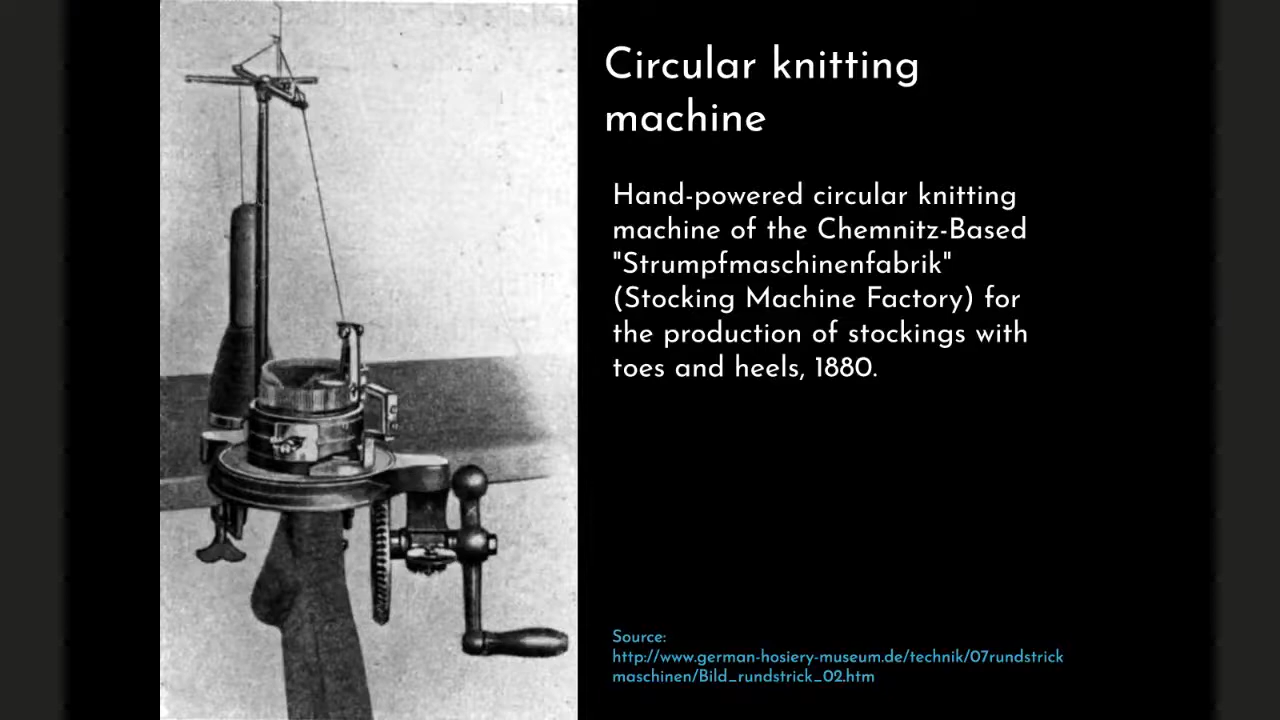 Circular knitting
machine
Hand-powered circular knitting
machine of the Chemnitz-Based
"Strumpfmaschinenfabrik"
(Stocking Machine Factory) for
the production of stockings with
toes and heels, 1880.
Source:
http://www.german-hosiery-museum.de/technik/07rundstrick
maschinen/Bild_rundstrick_02.htm